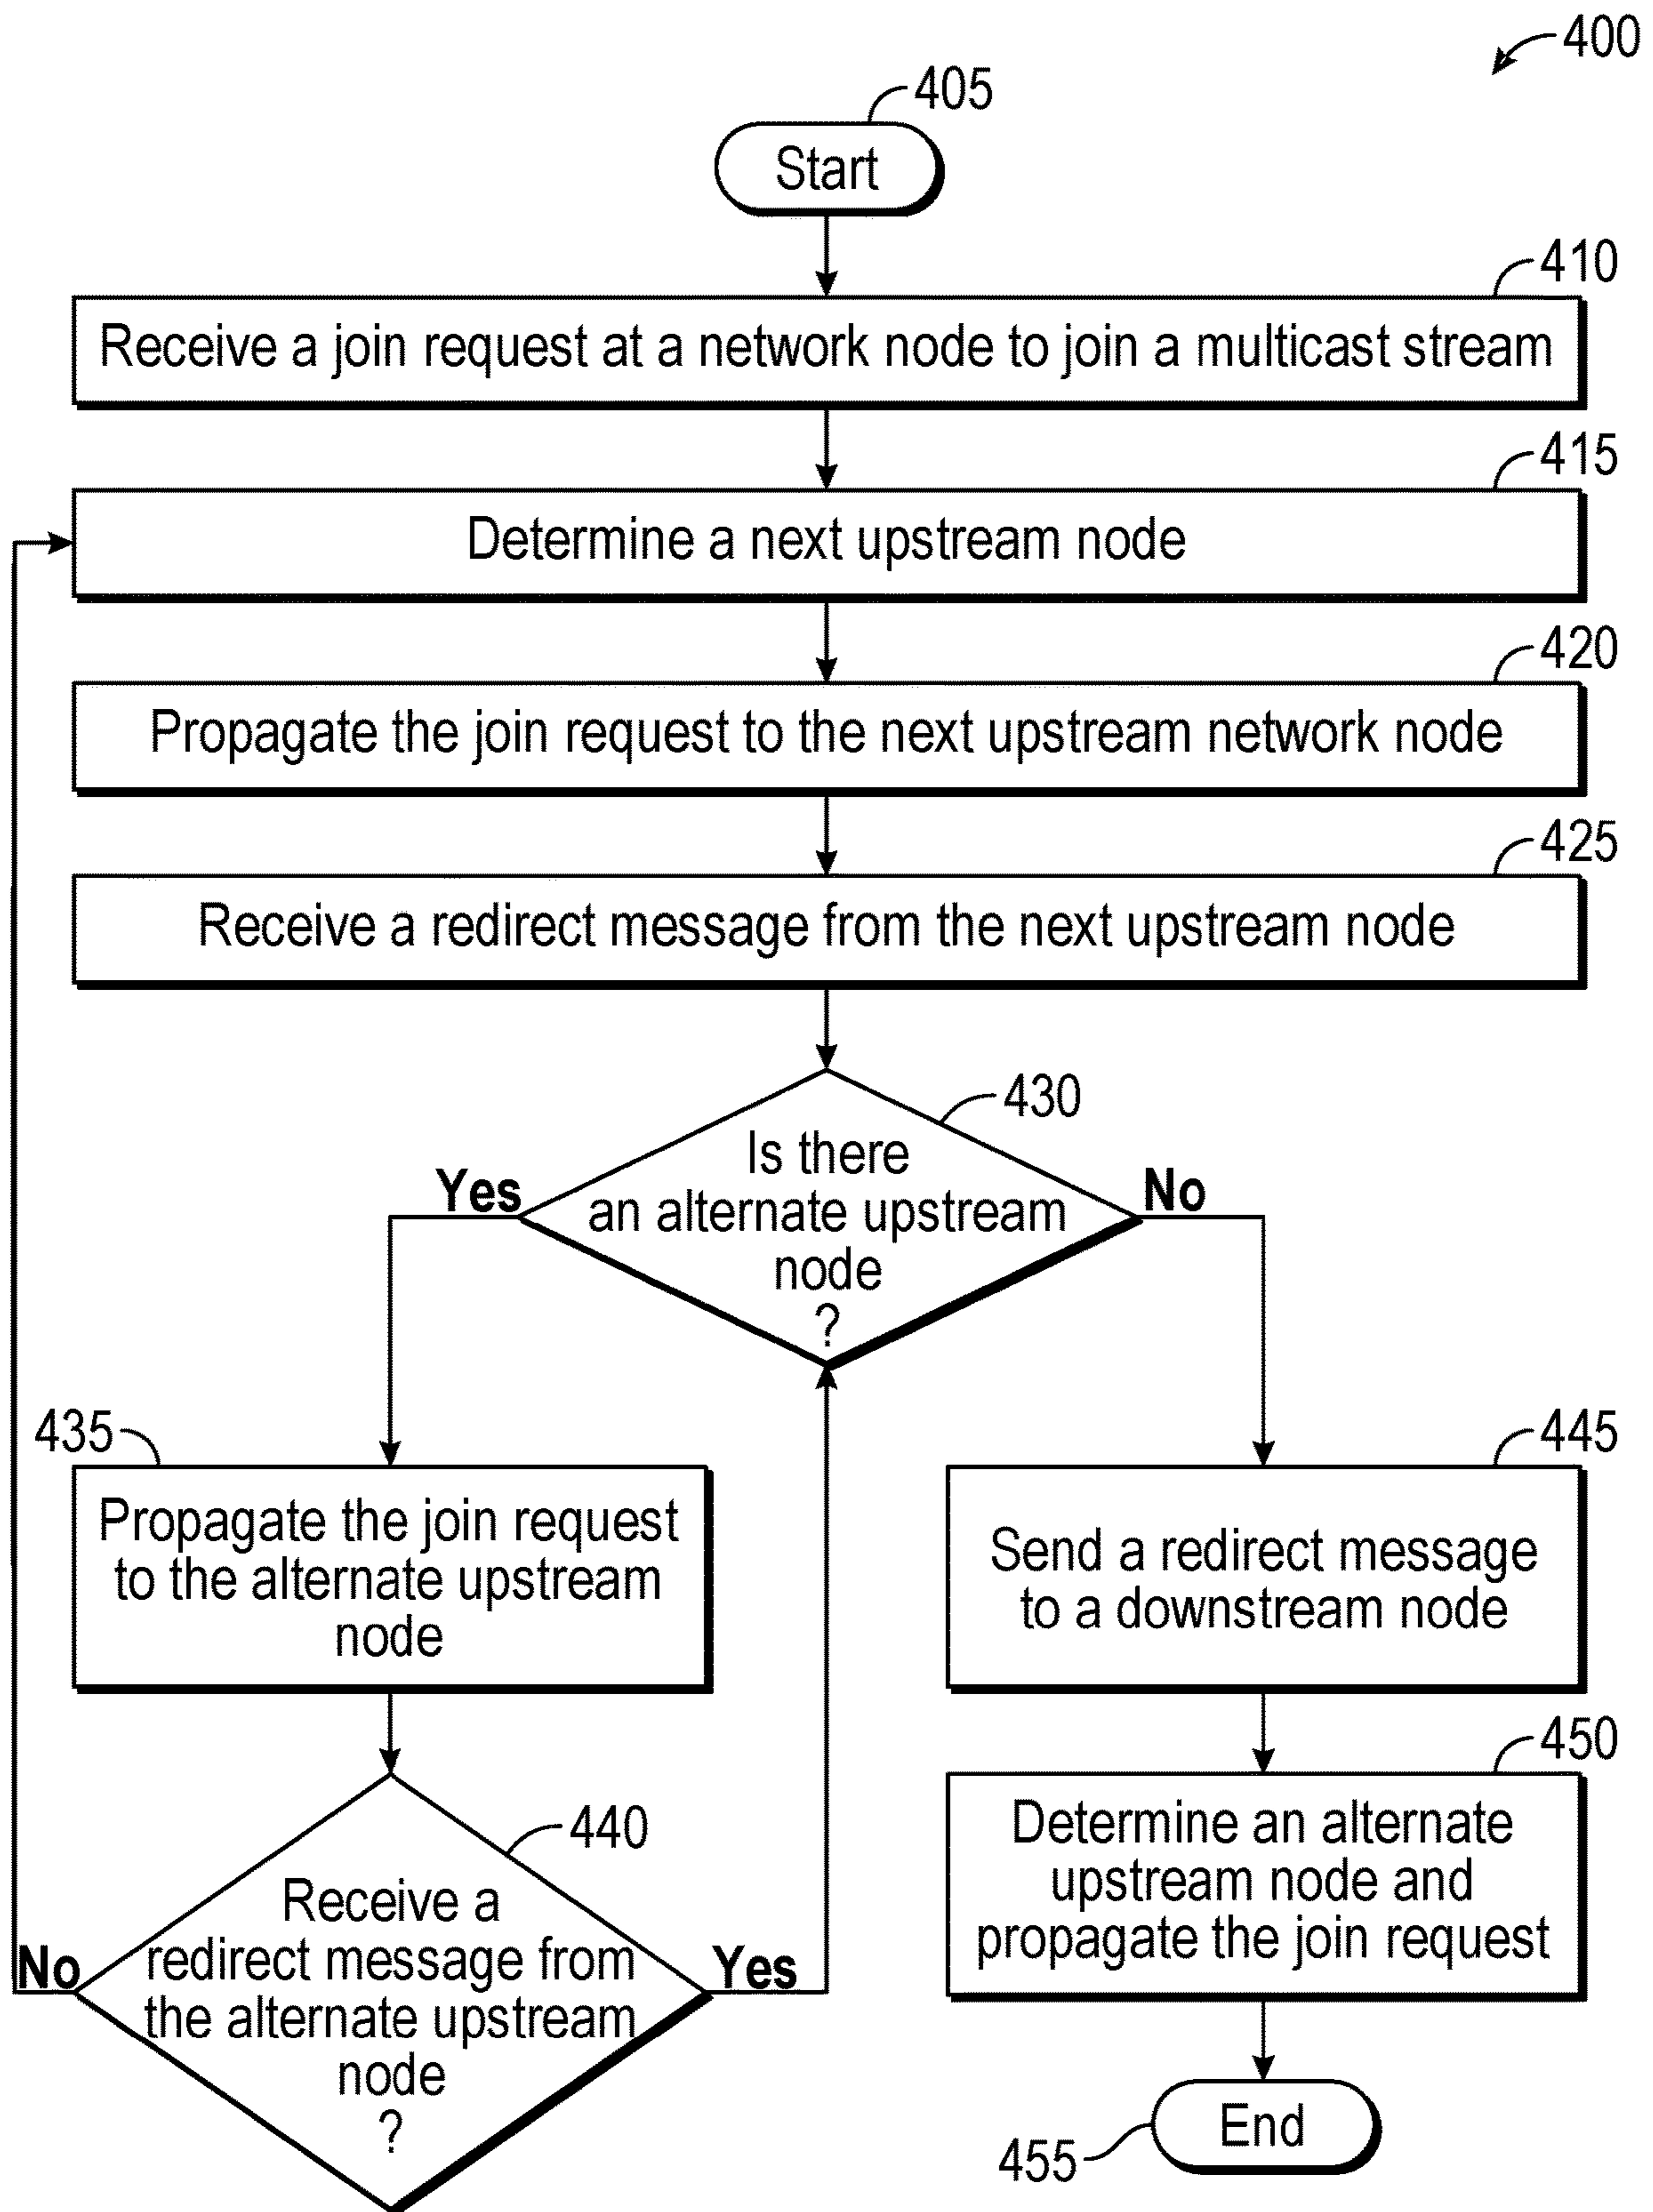 400
405
Start
410
Receive a join request at a network node to join a multicast stream
415
Determine a next upstream node
420
Propagate the join request to the next upstream network node
425
Receive a redirect message from the next upstream node
430
Is there
an alternate upstream
node
?
Yes
No
435
Propagate the join request
to the alternate upstream
node
445
Send a redirect message
to a downstream node
440
Receive a
redirect message from
the alternate upstream
node
?
No
Yes
450
Determine an alternate
upstream node and
propagate the join request
End
455